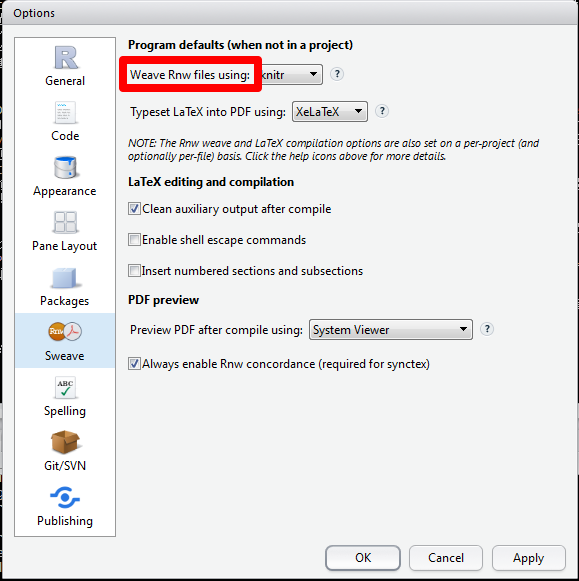 Options
General
Code
Appearance
Pane Layout
Packages
Rnw
Sweave
ABC
Spelling
Git/SVN
Publishing
Program defaults (when not in a project)
Weave Rnw files using: knitr ?
Typeset LaTeX into PDF using: XeLaTeX ?
NOTE: The Rnw weave and LaTeX compilation options are also set on a per-project (and
optionally per-file) basis. Click the help icons above for more details.
LaTeX editing and compilation
Clean auxiliary output after compile
Enable shell escape commands
Insert numbered sections and subsections
PDF preview
Preview PDF after compile using: System Viewer ?
Always enable Rnw concordance (required for synctex)
OK Cancel Apply